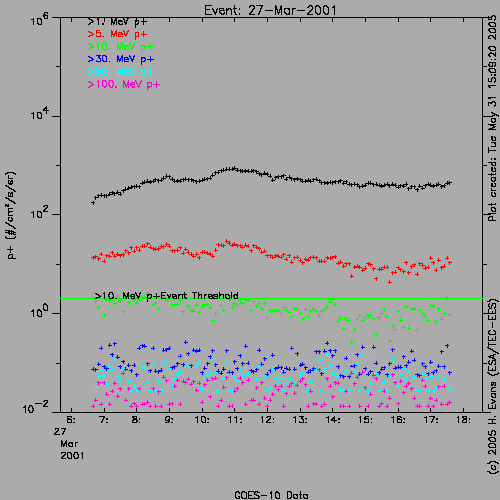 Event: 27-Mar-2001
>1. MeV p+
>5. MeV p+
>10. MeV p+
>30. MeV p+
>100. MeV p+
10^6
10^4
10^2
10^0
10^-2
p+ (#/cm²/s/sr)
>10. MeV p+Event Threshold
6: 7: 8: 9: 10: 11: 12: 13: 14: 15: 16: 17: 18:
27
Mar
2001
GOES-10 Data
Plot created: Tue May 31 15:09:20 2005
(c) 2005 H. Evans (ESA/TEC-EES)